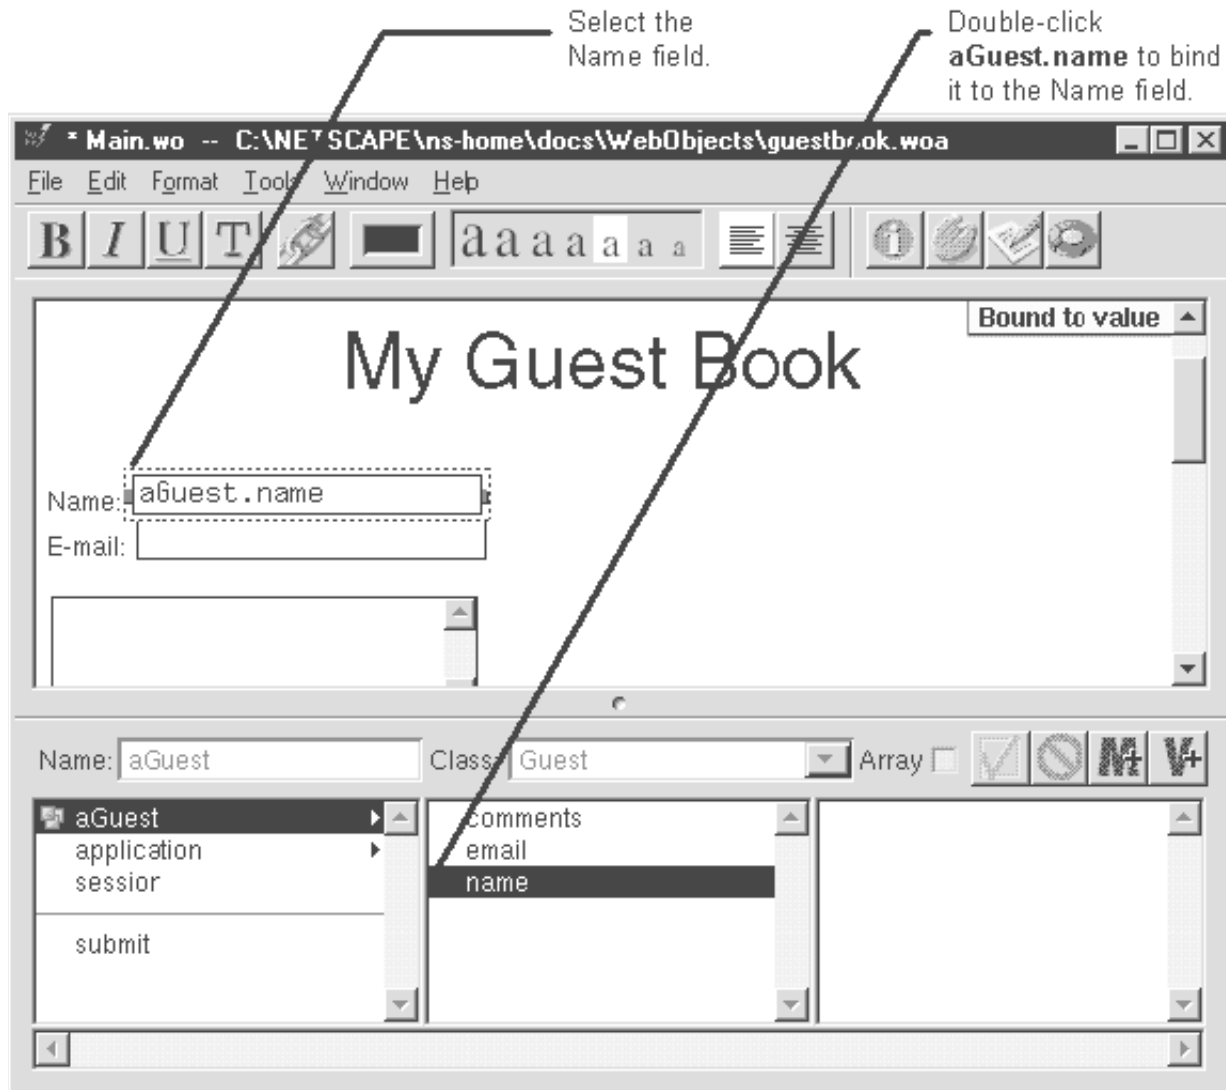 Select the
Name field.
Double-click
aGuest.name to bind
it to the Name field.
* Main.wo -- C:\NETSCAPE\ns-home\docs\WebObjects\guestbook.woa
File Edit Format Tools Window Help
B I U T a a a a a a a
Bound to value
My Guest Book
Name: aGuest.name
E-mail:
Name: aGuest Class: Guest Array M+ V+
aGuest comments
application email
sessior name
submit